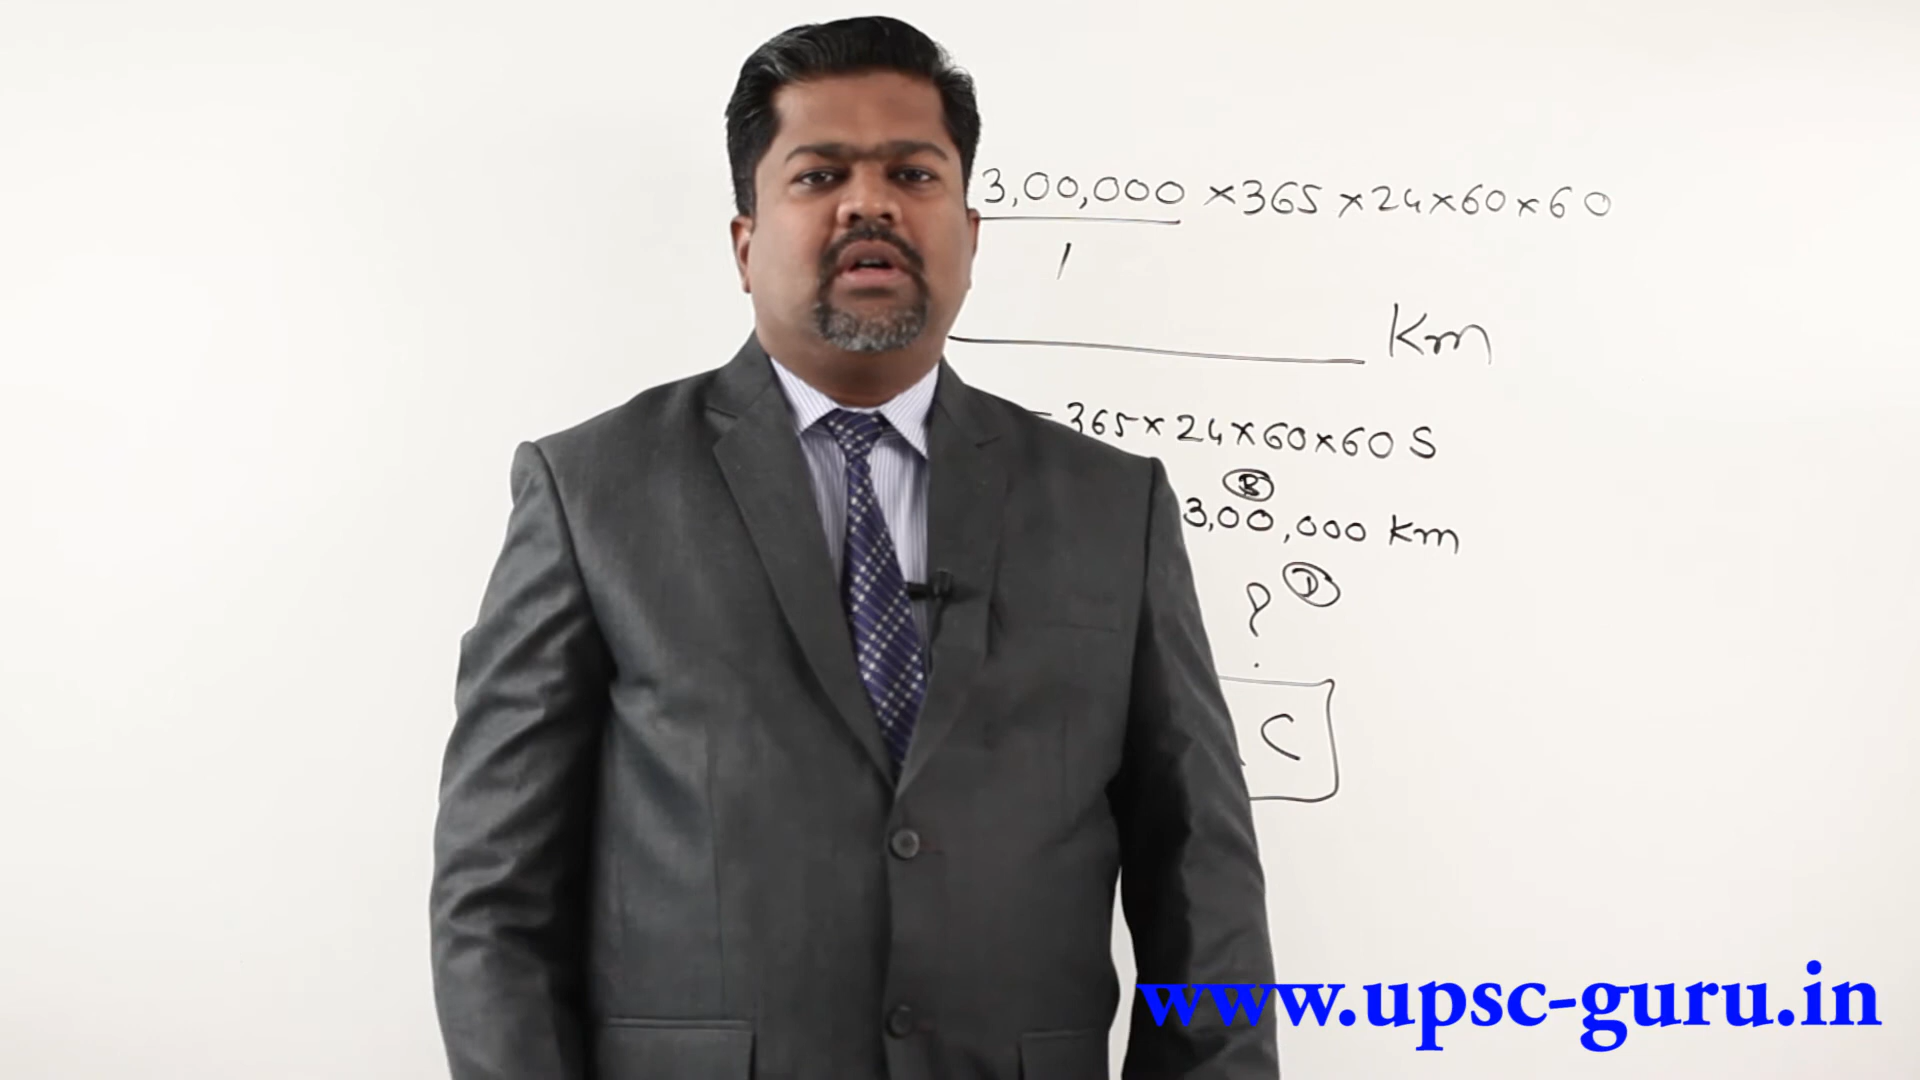 3,00,000 ×365 ×24×60×60
1
Km
= 365×24×60×60 S
B
3,00,000 Km
? D
C
www.upsc-guru.in